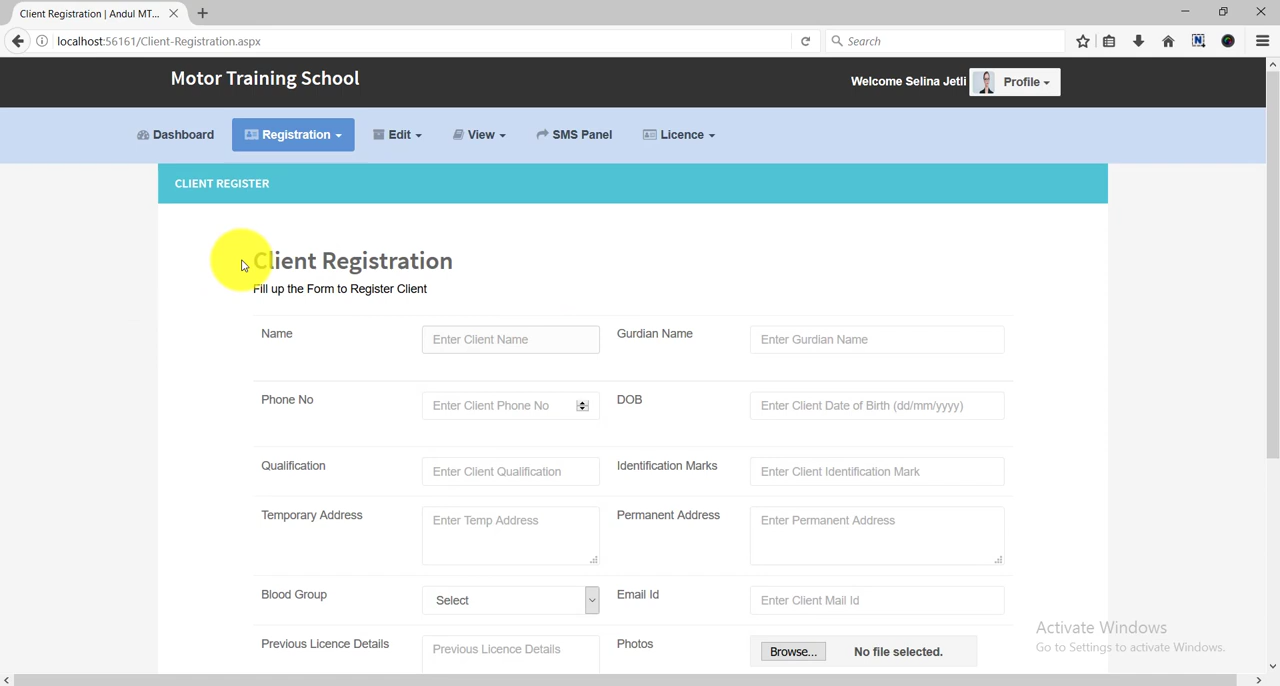 Client Registration | Andul MT...
localhost:56161/Client-Registration.aspx
Search
Motor Training School
Welcome Selina Jetli Profile
Dashboard Registration Edit View SMS Panel Licence
CLIENT REGISTER
Client Registration
Fill up the Form to Register Client
Name Enter Client Name Gurdian Name Enter Gurdian Name
Phone No Enter Client Phone No DOB Enter Client Date of Birth (dd/mm/yyyy)
Qualification Enter Client Qualification Identification Marks Enter Client Identification Mark
Temporary Address Enter Temp Address Permanent Address Enter Permanent Address
Blood Group Select Email Id Enter Client Mail Id
Previous Licence Details Previous Licence Details Photos Browse... No file selected.
Activate Windows
Go to Settings to activate Windows.